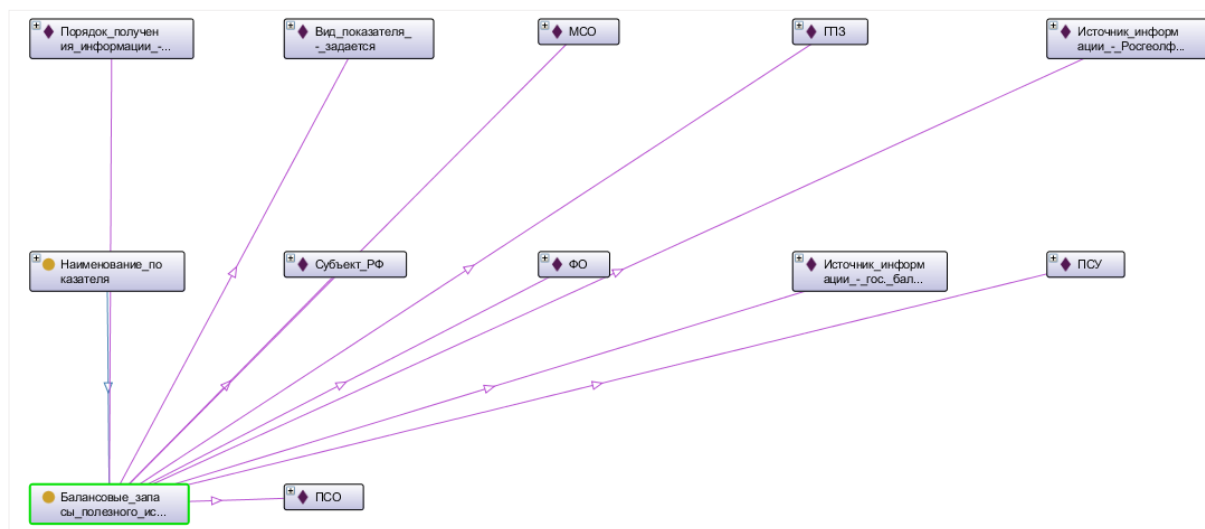 Порядок_получен
ия_информации_-...
Вид_показателя_
-_задается
МСО
ГПЗ
Источник_информ
ации_-_Росгеолф...
Наименование_по
казателя
Субъект_РФ
ФО
Источник_информ
ации_-_гос._бал...
ПСУ
Балансовые_запа
сы_полезного_ис...
ПСО